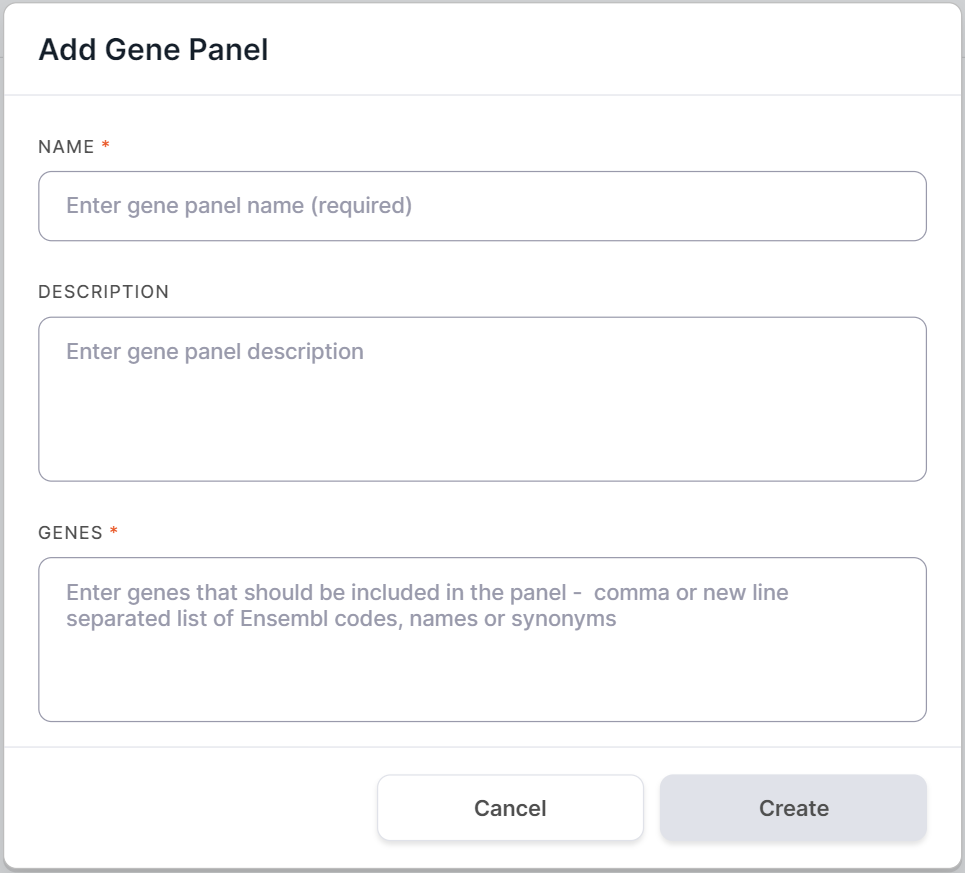 Add Gene Panel
NAME *
Enter gene panel name (required)
DESCRIPTION
Enter gene panel description
GENES *
Enter genes that should be included in the panel -  comma or new line
separated list of Ensembl codes, names or synonyms
Cancel
Create